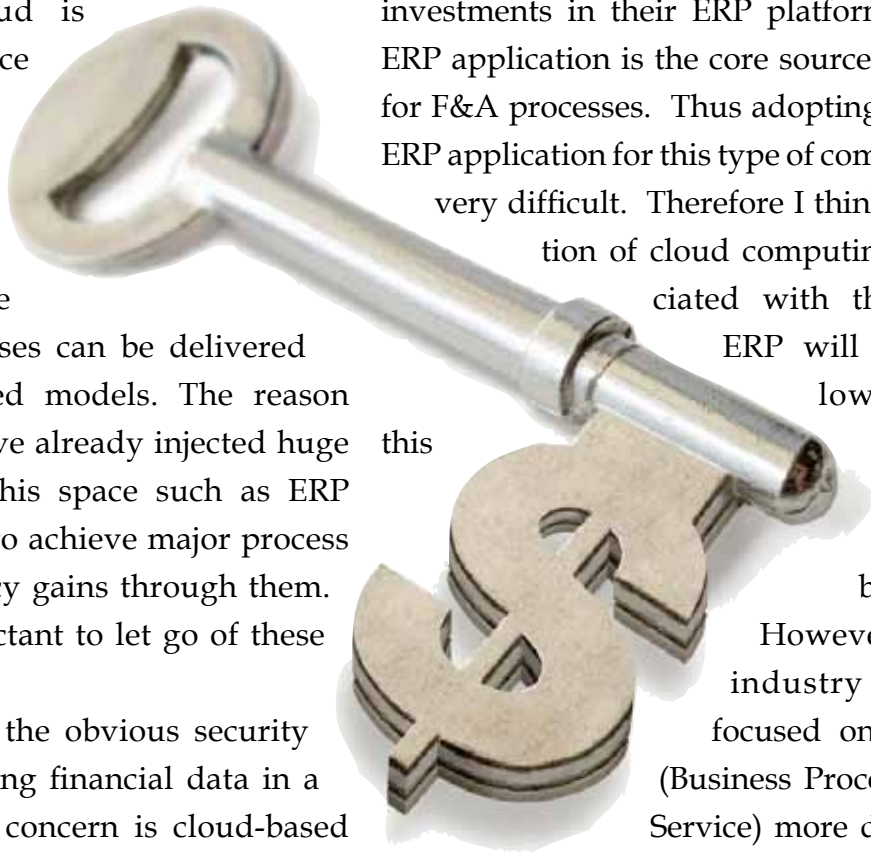 ud is
ce
e
ses can be delivered
ed models. The reason
ve already injected huge
his space such as ERP
o achieve major process
cy gains through them.
ctant to let go of these
the obvious security
ng financial data in a
concern is cloud-based
investments in their ERP platform
ERP application is the core source
for F&A processes. Thus adopting
ERP application for this type of com
very difficult. Therefore I thin
tion of cloud computin
ciated with th
ERP will
low
this
b
Howeve
industry
focused on
(Business Proce
Service) more d